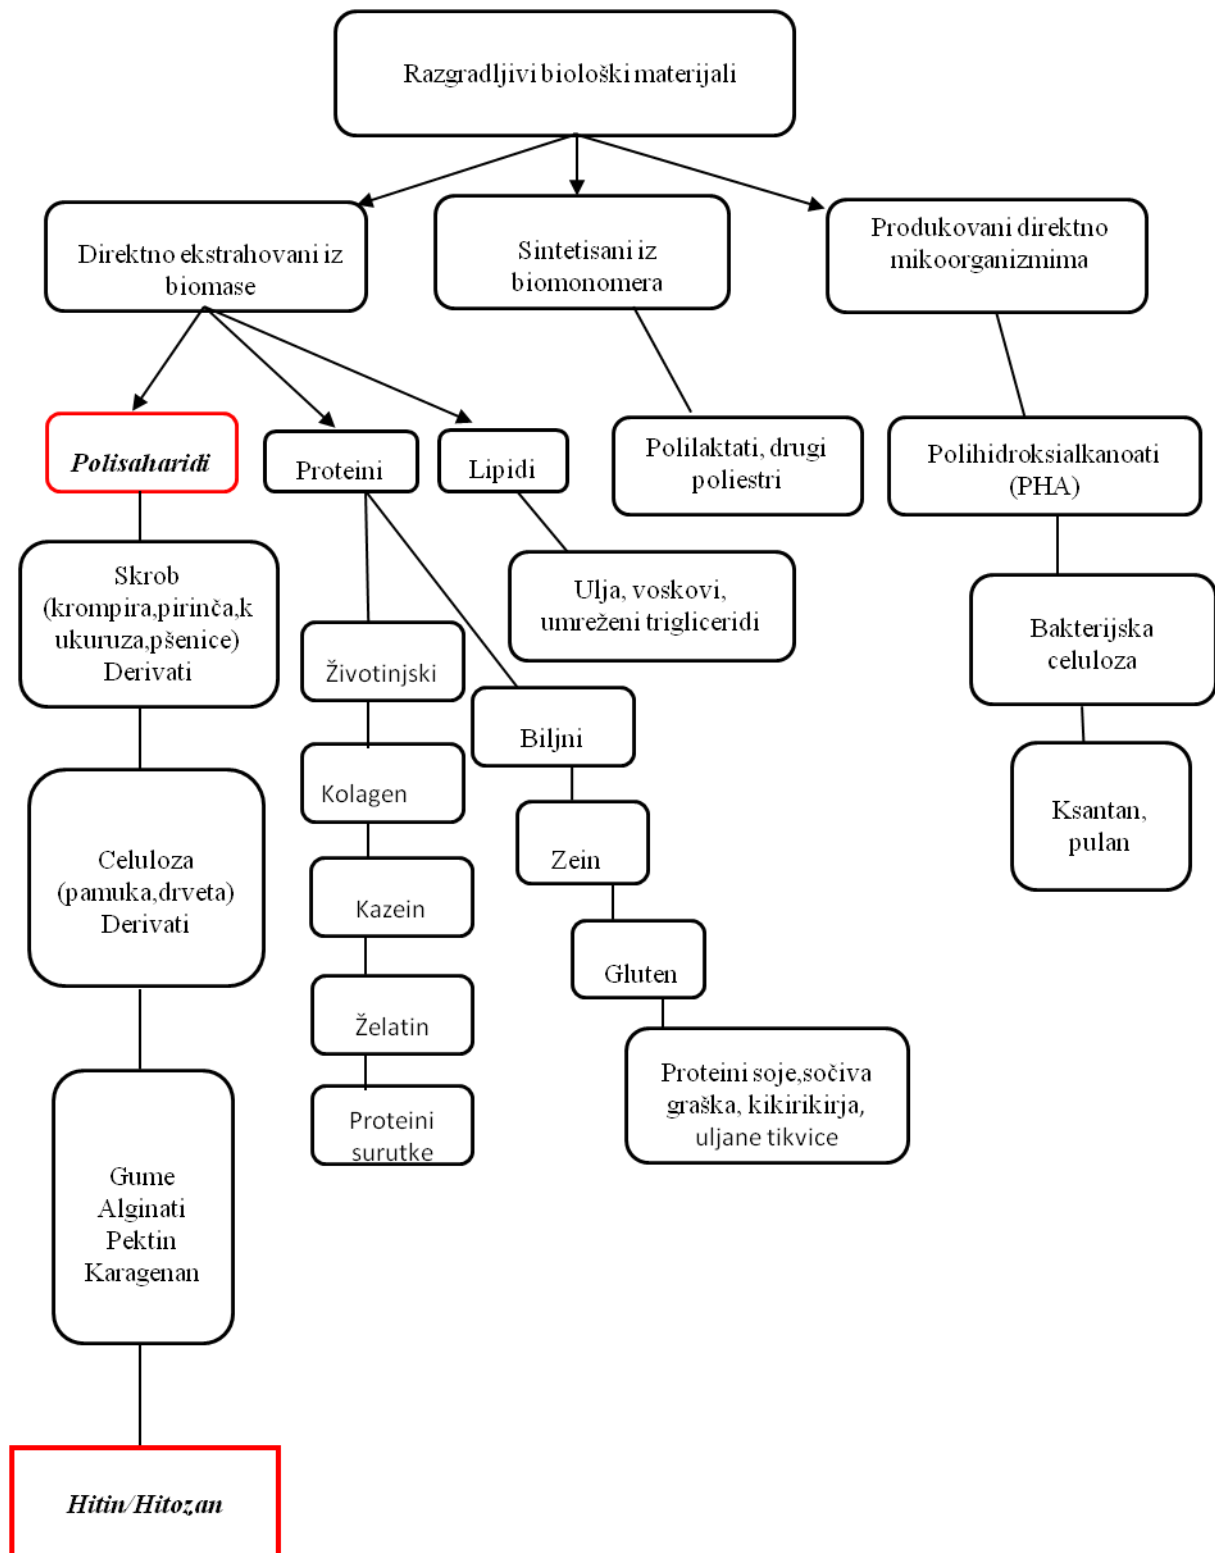 Razgradljivi biološki materijali
Direktno ekstrahovani iz
biomase
Sintetisani iz
biomonomera
Produkovani direktno
mikoorganizmima
Polisaharidi
Proteini
Lipidi
Polilaktati, drugi
poliestri
Polihidroksialkanoati
(PHA)
Skrob
(krompira,pirinča,k
ukuruza,pšenice)
Derivati
Ulja, voskovi,
umreženi trigliceridi
Bakterijska
celuloza
Životinjski
Biljni
Kolagen
Ksantan,
pulan
Celuloza
(pamuka,drveta)
Derivati
Zein
Kazein
Gluten
Želatin
Proteini soje,sočiva
graška, kikirikirja,
uljane tikvice
Proteini
surutke
Gume
Alginati
Pektin
Karagenan
Hitin/Hitozan